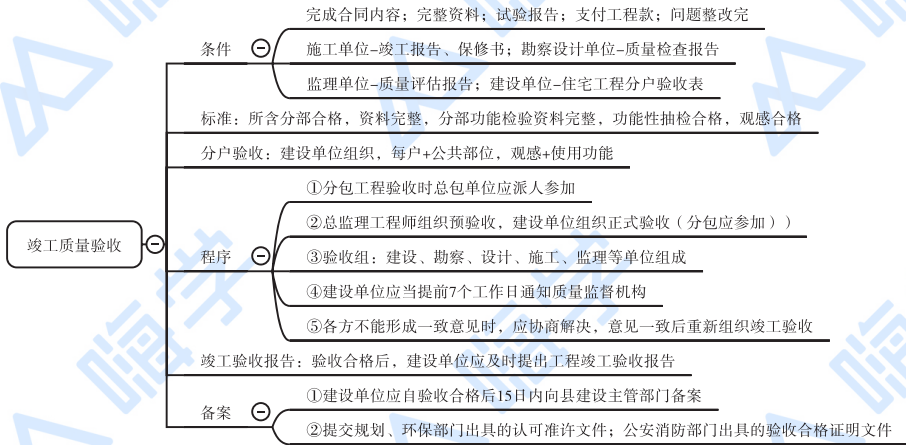 完成合同内容；完整资料；试验报告；支付工程款；问题整改完
条件
施工单位-竣工报告、保修书；勘察设计单位-质量检查报告
监理单位-质量评估报告；建设单位-住宅工程分户验收表
标准：所含分部合格，资料完整，分部功能检验资料完整，功能性抽检合格，观感合格
分户验收：建设单位组织，每户+公共部位，观感+使用功能
①分包工程验收时总包单位应派人参加
②总监理工程师组织预验收，建设单位组织正式验收（分包应参加））
竣工质量验收
程序
③验收组：建设、勘察、设计、施工、监理等单位组成
④建设单位应当提前7个工作日通知质量监督机构
⑤各方不能形成一致意见时，应协商解决，意见一致后重新组织竣工验收
竣工验收报告：验收合格后，建设单位应及时提出工程竣工验收报告
①建设单位应自验收合格后15日内向县建设主管部门备案
备案
②提交规划、环保部门出具的认可准许文件；公安消防部门出具的验收合格证明文件
嗨学
嗨学
嗨学